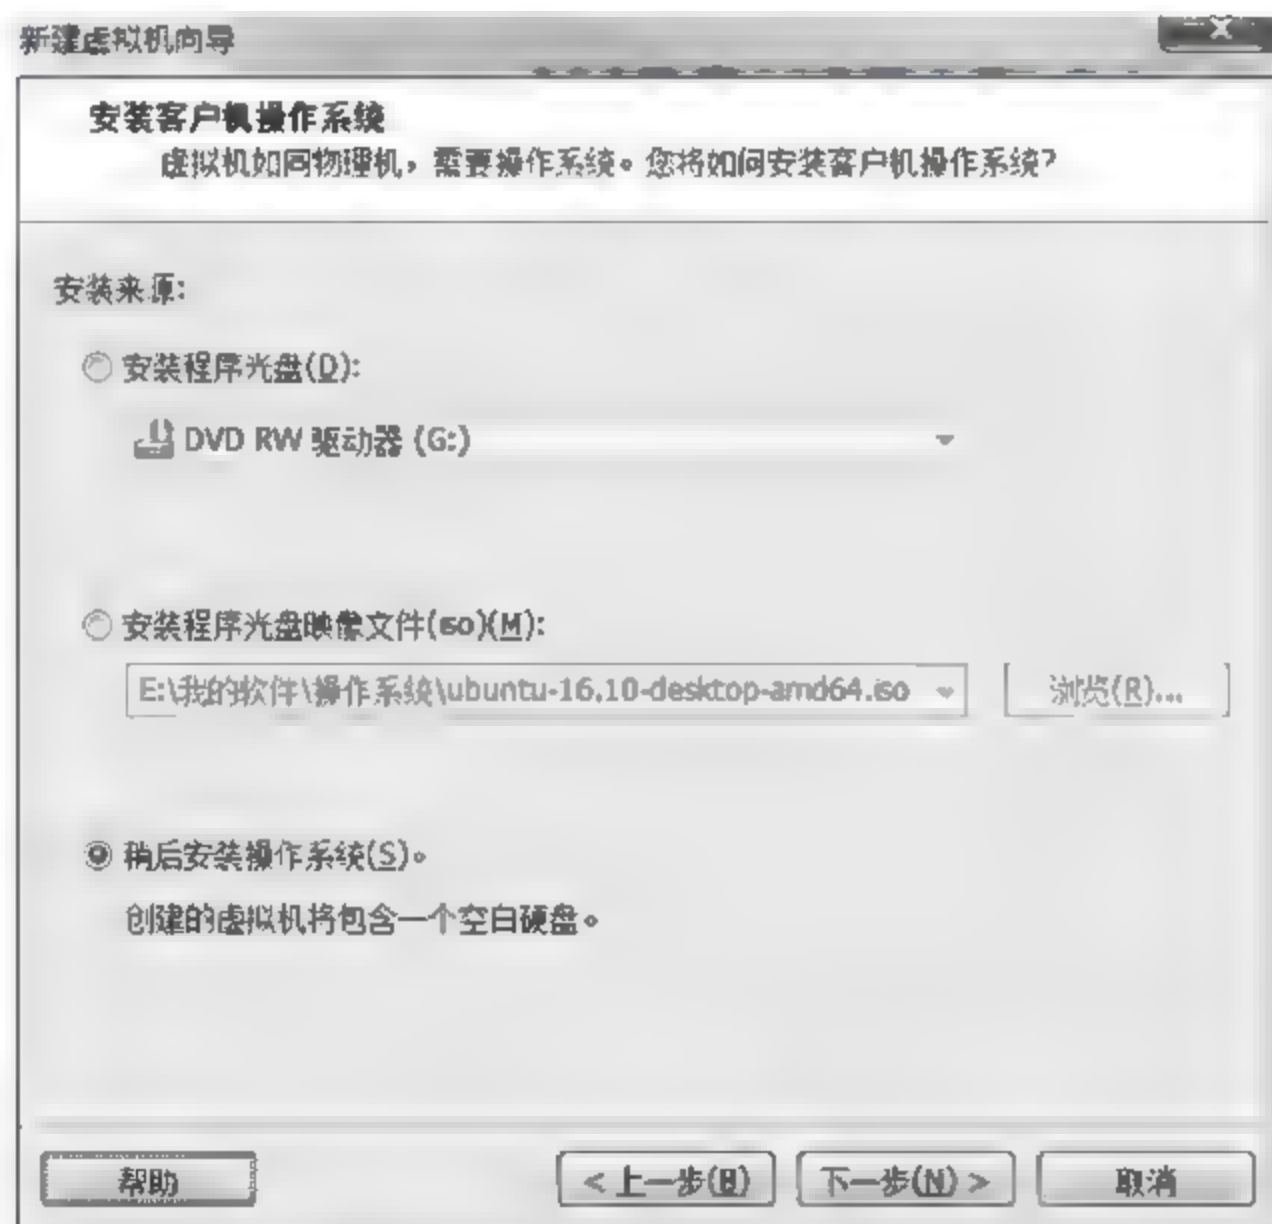 新建虚拟机向导
安装客户机操作系统
虚拟机如同物理机，需要操作系统。您将如何安装客户机操作系统?
安装来源:
安装程序光盘(D):
DVD RW 驱动器 (G:)
安装程序光盘映像文件(iso)(M):
E:\我的软件\操作系统\ubuntu-16.10-desktop-amd64.iso
浏览(R)...
稍后安装操作系统(S)。
创建的虚拟机将包含一个空白硬盘。
帮助
< 上一步(B)
下一步(N) >
取消